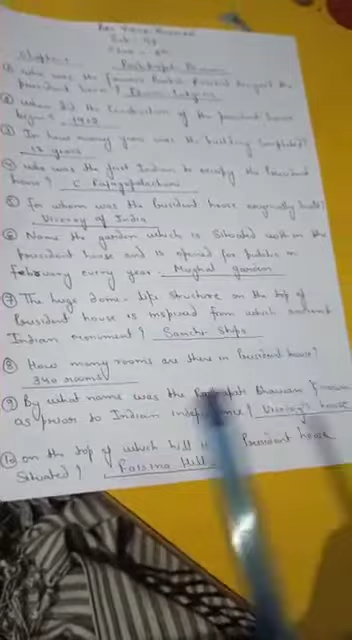 Class - 4th
Chapter - 1 Rashtrapati Bhawan
① Who was the famous British Architect
president house? Edwin Lutyens
② When did the construction of the president house
begin? 1912
③ In how many years was the building completed?
17 years
④ Who was the first Indian to occupy the President
house? C Rajagopalachari
⑤ For whom was the President house originally built?
Viceroy of India
⑥ Name the garden which is situated within the
president house and is opened for public in
february every year. Mughal garden
⑦ The huge dome-like structure on the top of
President house is inspired from which ancient
Indian monument? Sanchi Stupa
⑧ How many rooms are there in President house?
340 rooms
⑨ By what name was the Bhawan
as prior to Indian Viceroy's house
⑩ on the top of which hill President house
Situated? Raisina Hill